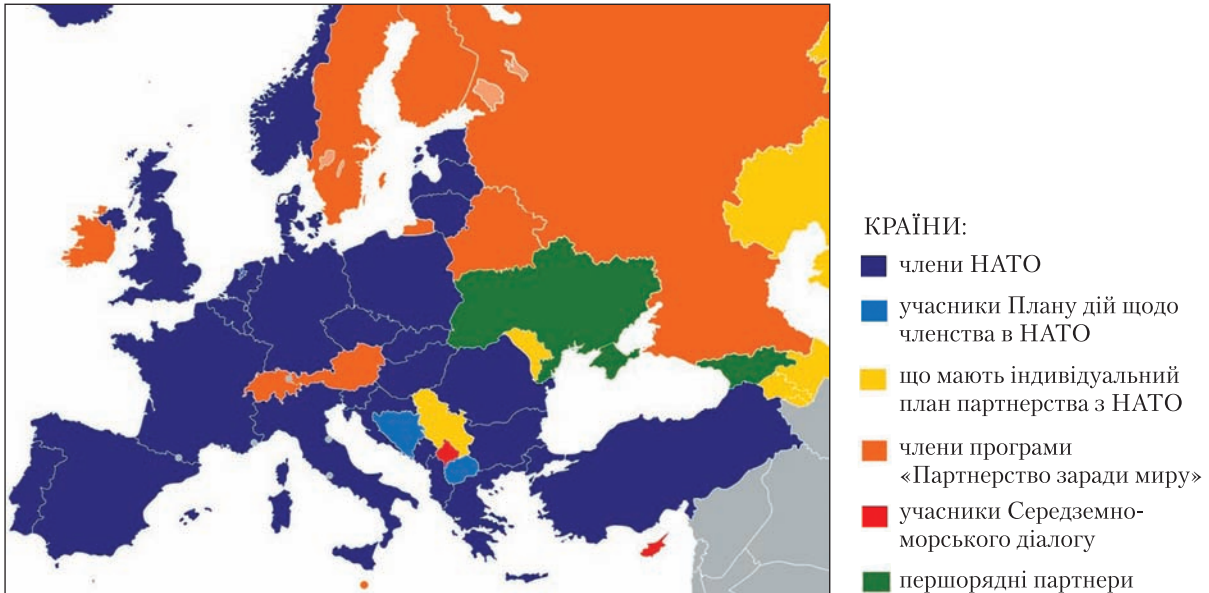 КРАЇНИ:
члени НАТО
учасники Плану дій щодо
членства в НАТО
що мають індивідуальний
план партнерства з НАТО
члени програми
«Партнерство заради миру»
учасники Середземно-
морського діалогу
першорядні партнери